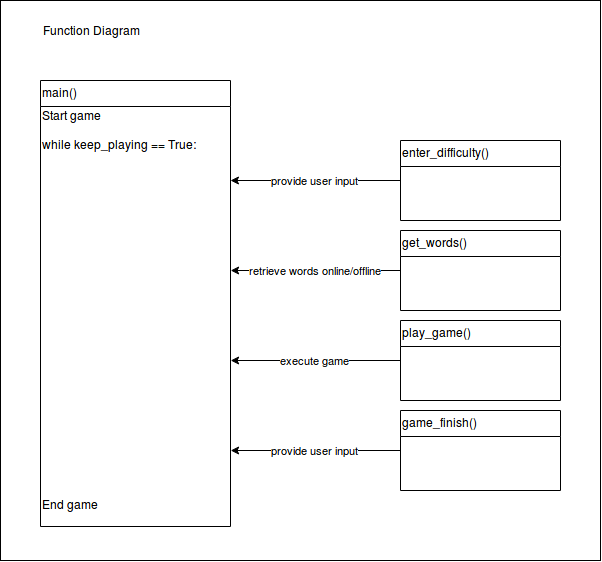 Function Diagram
main()
Start game
while keep_playing == True:
enter_difficulty()
provide user input
get_words()
retrieve words online/offline
play_game()
execute game
game_finish()
provide user input
End game